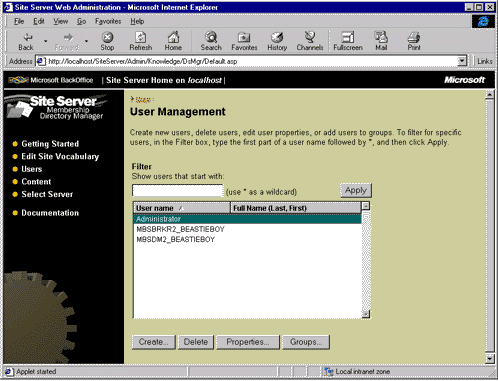 Site Server Web Administration - Microsoft Internet Explorer
File Edit View Go Favorites Help
Back Forward Stop Refresh Home Search Favorites History Channels Fullscreen Mail Print
Address http://localhost/SiteServer/Admin/Knowledge/DsMgr/Default.asp Links
Microsoft BackOffice | Site Server Home on localhost | Microsoft
Site Server
Membership
Directory Manager
Getting Started
Edit Site Vocabulary
Users
Content
Select Server
Documentation
User Management
Create new users, delete users, edit user properties, or add users to groups. To filter for specific
users, in the Filter box, type the first part of a user name followed by *, and then click Apply.
Filter
Show users that start with:
(use * as a wildcard) Apply
User name Full Name (Last, First)
Administrator
MBSBRKR2_BEASTIEBOY
MBSDM2_BEASTIEBOY
Create... Delete Properties... Groups...
Applet started Local intranet zone